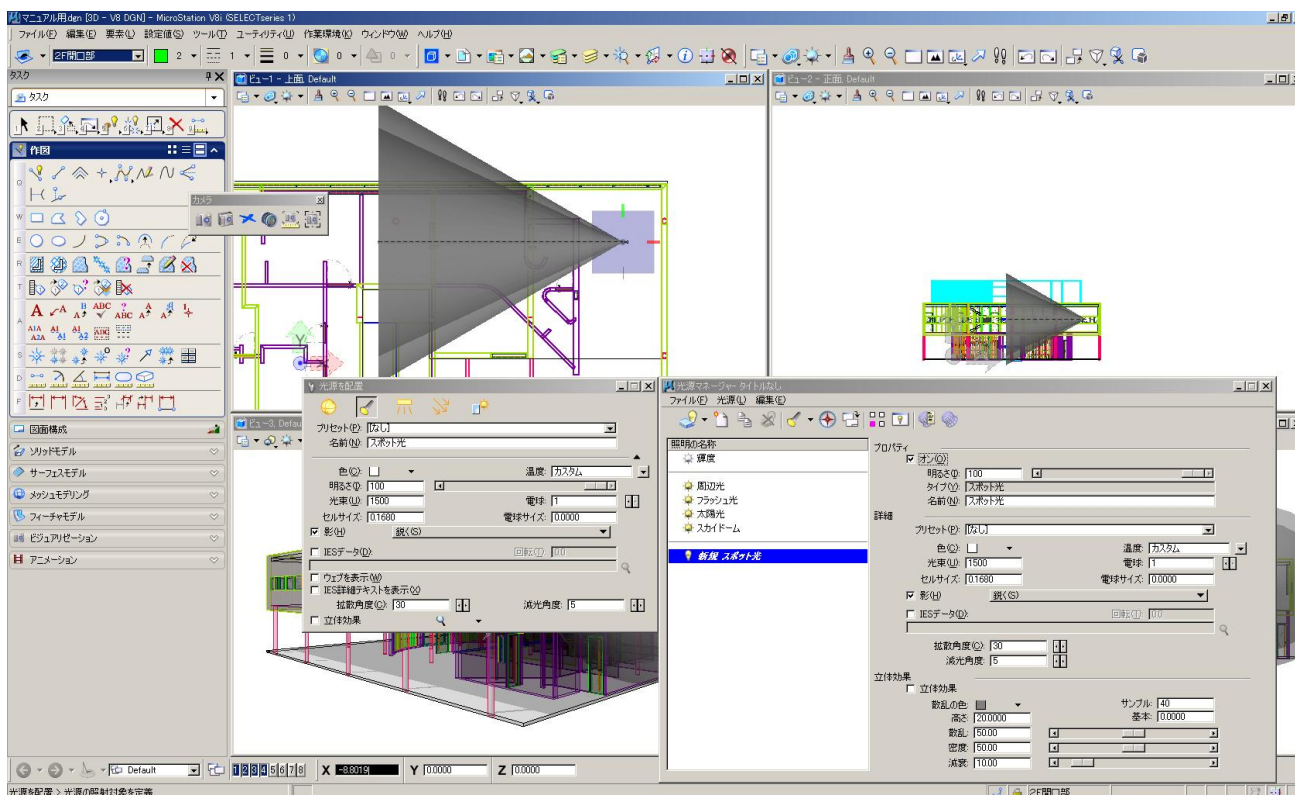 マニュアル用.dgn [3D - V8 DGN] - MicroStation V8i (SELECTseries 1)
ファイル(F) 編集(E) 要素(L) 設定値(S) ツール(T) ユーティリティ(U) 作業環境(K) ウィンドウ(W) ヘルプ(H)
2F開口部 2 1 0 0 0
タスク
タスク
作図
Q
W
E
R
T
A
S
D
F
図面構成
ソリッドモデル
サーフェスモデル
メッシュモデリング
フィーチャモデル
ビジュアリゼーション
アニメーション
ビュー1 - 上面, Default
ビュー2 - 正面, Default
カメラ
ビュー3, Defau
光源を配置
プリセット(P): [なし]
名前(N): スポット光
色(C):
温度: カスタム
明るさ(I): 100
光束(U): 1500
電球: 1
セルサイズ: 0.1680
電球サイズ: 0.0000
影(H) 鋭く(S)
IESデータ(D):
回転(T): 0.0
ウェブを表示(W)
IES詳細テキストを表示(X)
拡散角度(C): 30
減光角度: 5
立体効果
光源マネージャー - タイトルなし
ファイル(F) 光源(L) 編集(E)
照明の名称
輝度
周辺光
フラッシュ光
太陽光
スカイドーム
新規 スポット光
プロパティ
オン(O)
明るさ(I): 100
タイプ(Y): スポット光
名前(N): スポット光
詳細
プリセット(P): [なし]
色(C):
温度: カスタム
光束(U): 1500
電球: 1
セルサイズ: 0.1680
電球サイズ: 0.0000
影(H) 鋭く(S)
IESデータ(D):
回転(T): 0.0
拡散角度(C): 30
減光角度: 5
立体効果
立体効果
散乱の色:
サンプル: 40
高さ: 20.0000
基本: 0.0000
散乱: 50.00
密度: 50.00
減衰: 10.00
Default 1 2 3 4 5 6 7 8 X -8.8019 Y 0.0000 Z 0.0000
光源を配置 > 光源の照射対象を定義
2F開口部